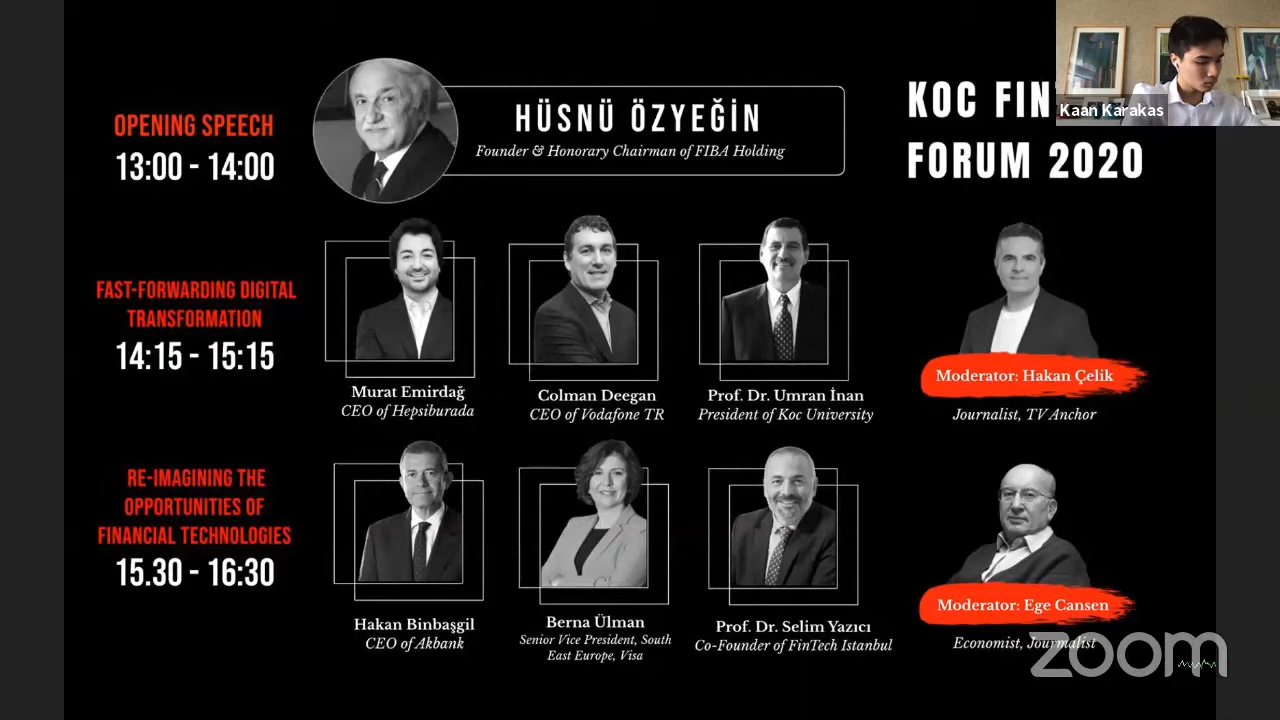 OPENING SPEECH
13:00 - 14:00
HÜSNÜ ÖZYEĞİN
Founder & Honorary Chairman of FIBA Holding
KOC FIN
FORUM 2020
Kaan Karakas
FAST-FORWARDING DIGITAL
TRANSFORMATION
14:15 - 15:15
Murat Emirdağ
CEO of Hepsiburada
Colman Deegan
CEO of Vodafone TR
Prof. Dr. Umran İnan
President of Koc University
Moderator: Hakan Çelik
Journalist, TV Anchor
RE-IMAGINING THE
OPPORTUNITIES OF
FINANCIAL TECHNOLOGIES
15.30 - 16:30
Hakan Binbaşgil
CEO of Akbank
Berna Ülman
Senior Vice President, South
East Europe, Visa
Prof. Dr. Selim Yazıcı
Co-Founder of FinTech Istanbul
Moderator: Ege Cansen
Economist, Journalist
zoom